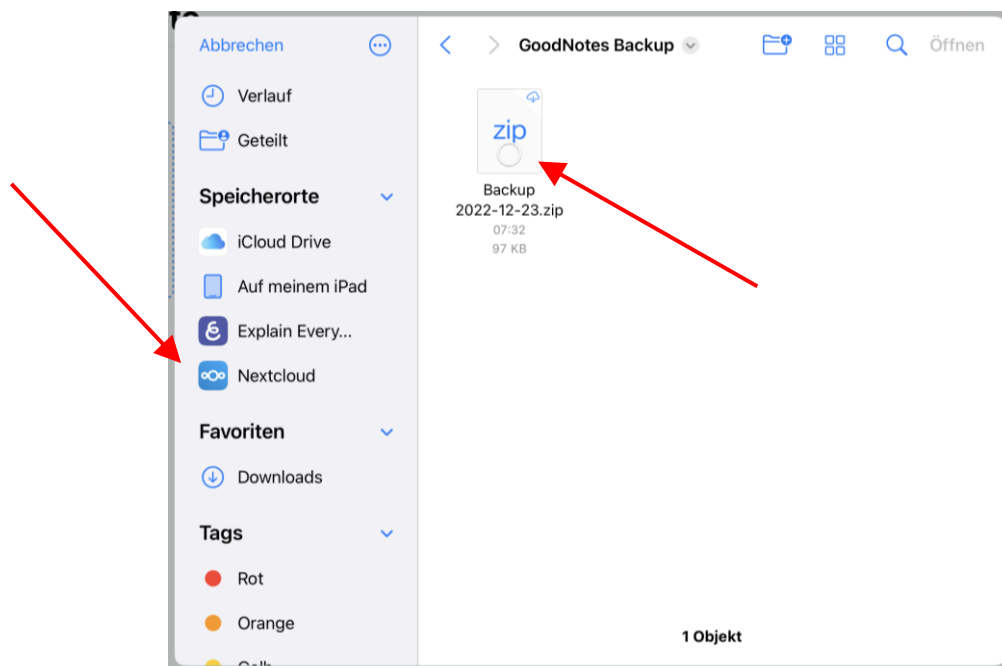 Abbrechen
Verlauf
Geteilt
Speicherorte
iCloud Drive
Auf meinem iPad
Explain Every...
Nextcloud
Favoriten
Downloads
Tags
Rot
Orange
GoodNotes Backup
Öffnen
zip
Backup
2022-12-23.zip
07:32
97 KB
1 Objekt